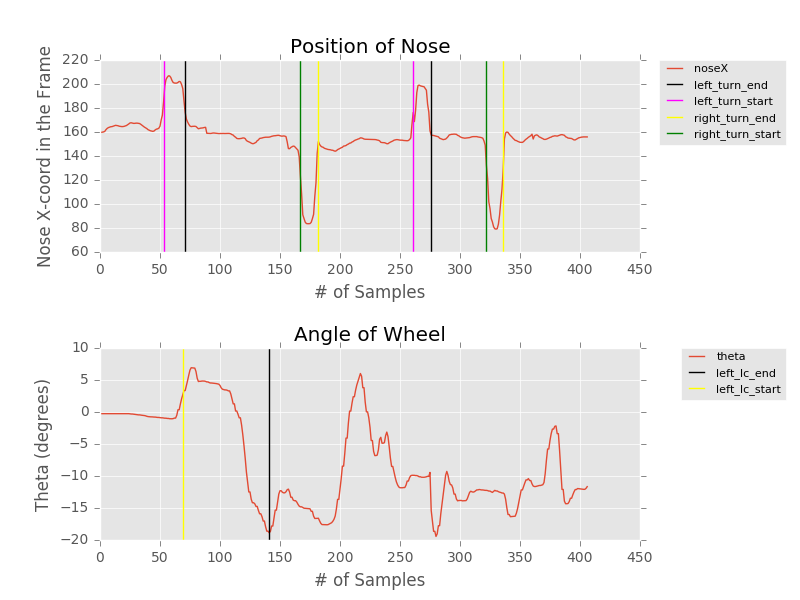 Position of Nose
Nose X-coord in the Frame
220
200
180
160
140
120
100
80
60
0 50 100 150 200 250 300 350 400 450
# of Samples
noseX
left_turn_end
left_turn_start
right_turn_end
right_turn_start
Angle of Wheel
Theta (degrees)
10
5
0
−5
−10
−15
−20
0 50 100 150 200 250 300 350 400 450
# of Samples
theta
left_lc_end
left_lc_start